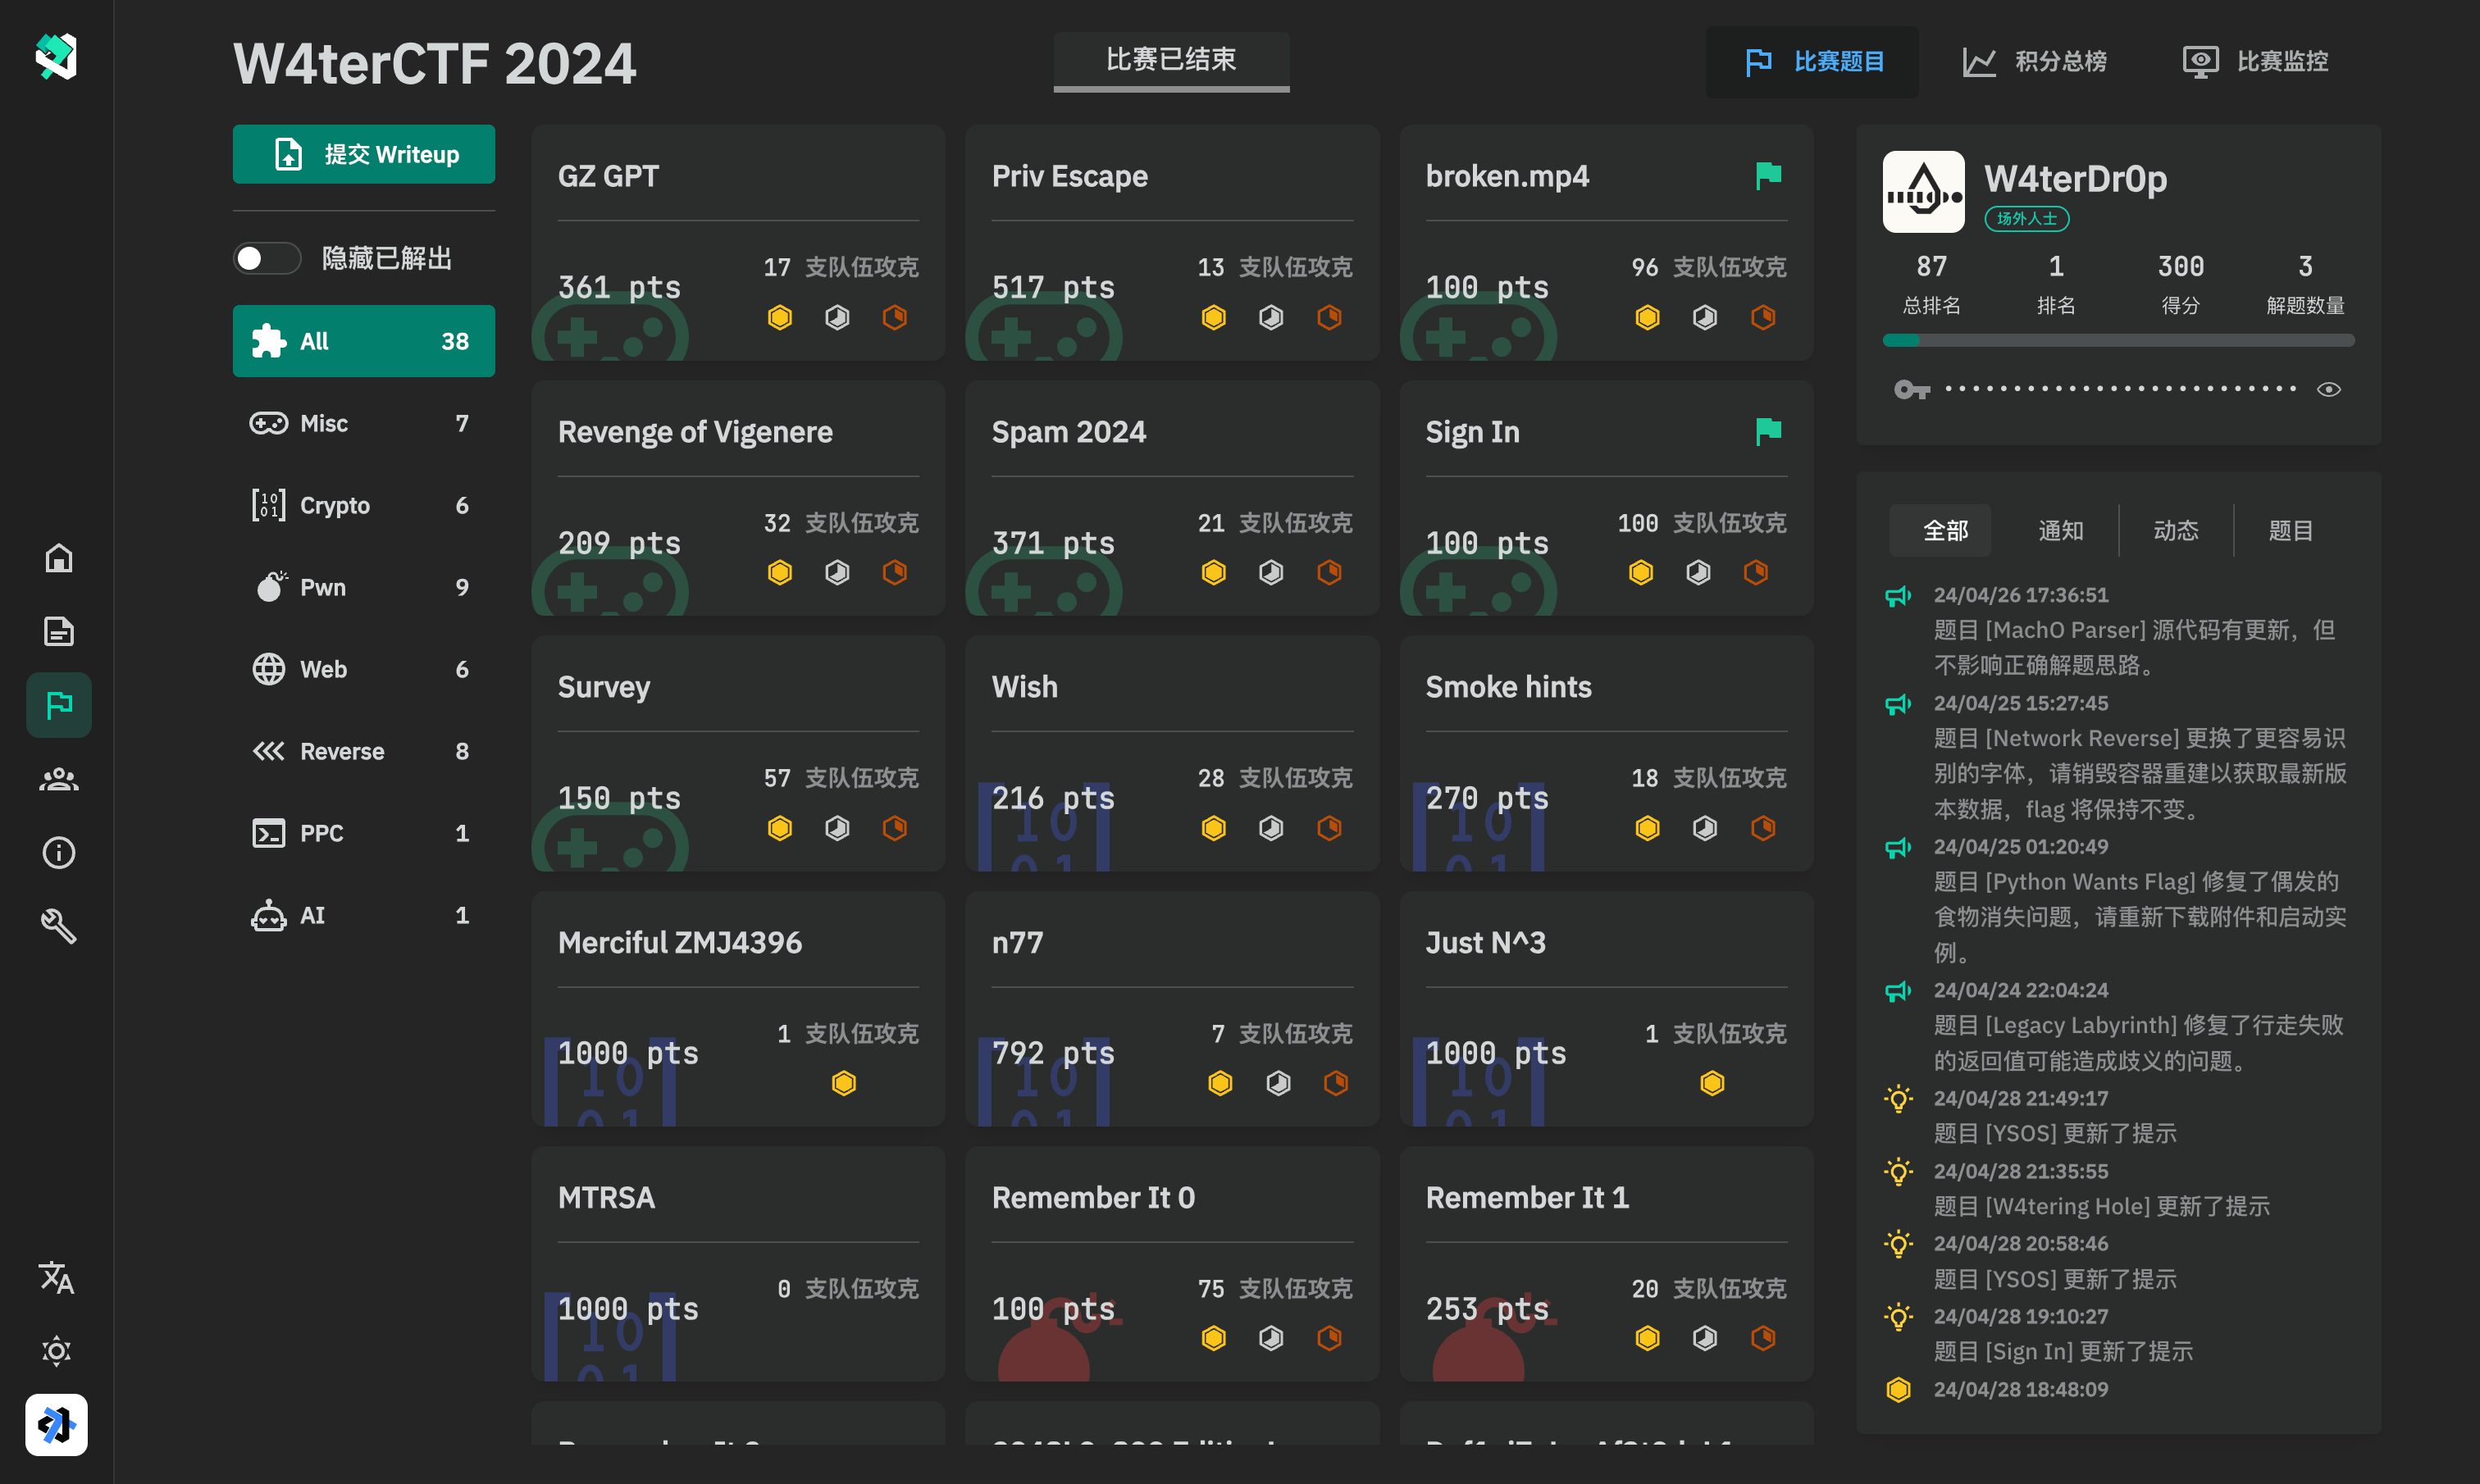 W4terCTF 2024
比赛已结束
比赛题目
积分总榜
比赛监控
提交 Writeup
隐藏已解出
All 38
Misc 7
Crypto 6
Pwn 9
Web 6
Reverse 8
PPC 1
AI 1
GZ GPT
361 pts
17 支队伍攻克
Priv Escape
517 pts
13 支队伍攻克
broken.mp4
100 pts
96 支队伍攻克
Revenge of Vigenere
209 pts
32 支队伍攻克
Spam 2024
371 pts
21 支队伍攻克
Sign In
100 pts
100 支队伍攻克
Survey
150 pts
57 支队伍攻克
Wish
216 pts
28 支队伍攻克
Smoke hints
270 pts
18 支队伍攻克
Merciful ZMJ4396
1000 pts
1 支队伍攻克
n77
792 pts
7 支队伍攻克
Just N^3
1000 pts
1 支队伍攻克
MTRSA
1000 pts
0 支队伍攻克
Remember It 0
100 pts
75 支队伍攻克
Remember It 1
253 pts
20 支队伍攻克
W4terDr0p
场外人士
87 1 300 3
总排名 排名 得分 解题数量
全部 通知 动态 题目
24/04/26 17:36:51
题目 [MachO Parser] 源代码有更新，但
不影响正确解题思路。
24/04/25 15:27:45
题目 [Network Reverse] 更换了更容易识
别的字体，请销毁容器重建以获取最新版
本数据，flag 将保持不变。
24/04/25 01:20:49
题目 [Python Wants Flag] 修复了偶发的
食物消失问题，请重新下载附件和启动实
例。
24/04/24 22:04:24
题目 [Legacy Labyrinth] 修复了行走失败
的返回值可能造成歧义的问题。
24/04/28 21:49:17
题目 [YSOS] 更新了提示
24/04/28 21:35:55
题目 [W4tering Hole] 更新了提示
24/04/28 20:58:46
题目 [YSOS] 更新了提示
24/04/28 19:10:27
题目 [Sign In] 更新了提示
24/04/28 18:48:09